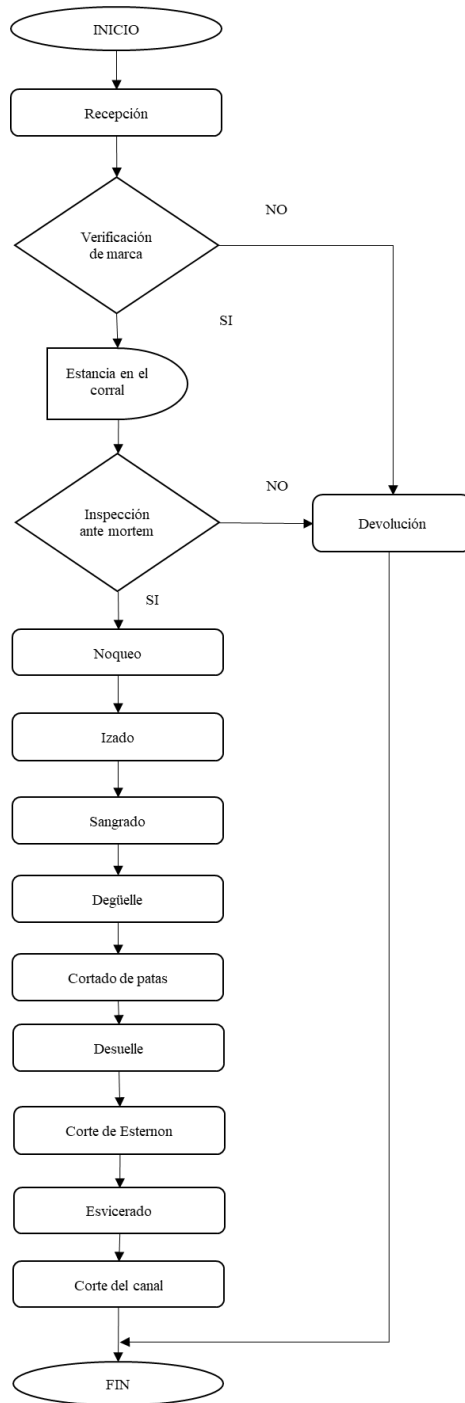 INICIO
Recepción
NO
Verificación
de marca
SI
Estancia en el
corral
NO
Inspección
ante mortem
Devolución
SI
Noqueo
Izado
Sangrado
Degüelle
Cortado de patas
Desuelle
Corte de Esternon
Esvicerado
Corte del canal
FIN